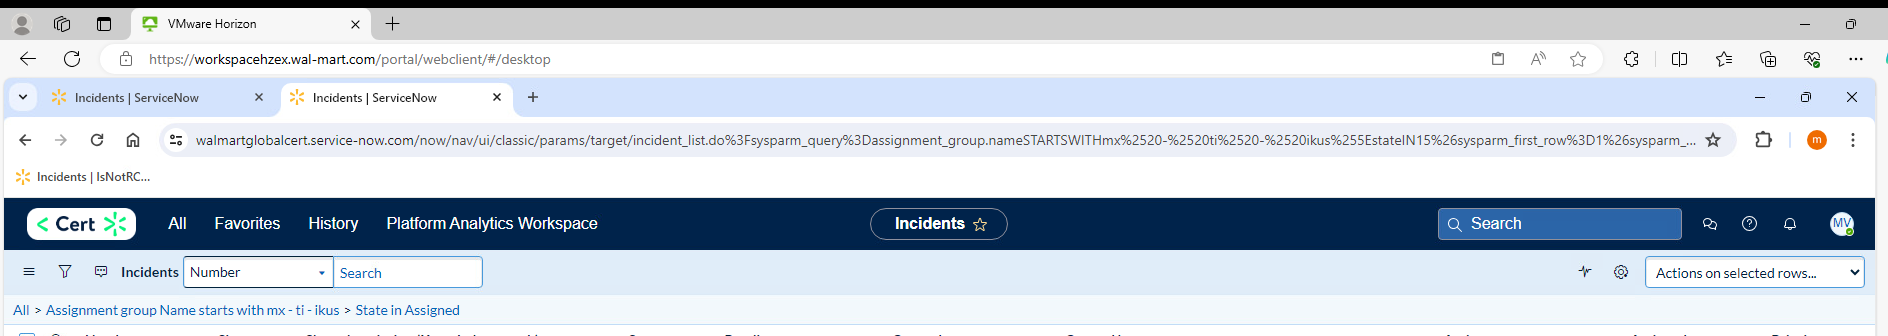 VMware Horizon
https://workspacehzex.wal-mart.com/portal/webclient/#/desktop
Incidents | ServiceNow
Incidents | ServiceNow
walmartglobalcert.service-now.com/now/nav/ui/classic/params/target/incident_list.do%3Fsysparm_query%3Dassignment_group.nameSTARTSWITHmx%2520-%2520ti%2520-%2520ikus%255EstateIN15%26sysparm_first_row%3D1%26sysparm_...
m
Incidents | IsNotRC...
< Cert All Favorites History Platform Analytics Workspace Incidents Search MV
Incidents Number Search Actions on selected rows...
All > Assignment group Name starts with mx - ti - ikus > State in Assigned